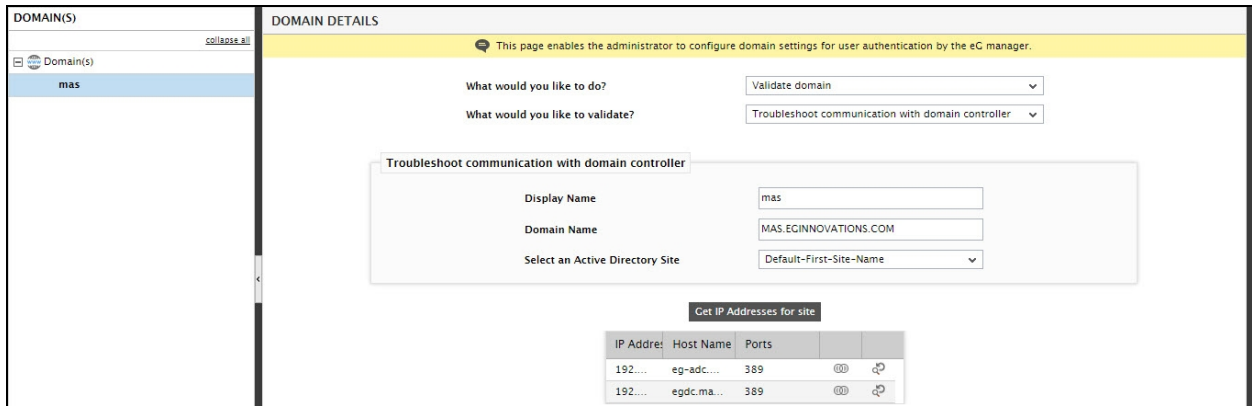 DOMAIN(S)
collapse all
Domain(s)
mas
DOMAIN DETAILS
This page enables the administrator to configure domain settings for user authentication by the eG manager.
What would you like to do? Validate domain
What would you like to validate? Troubleshoot communication with domain controller
Troubleshoot communication with domain controller
Display Name mas
Domain Name MAS.EGINNOVATIONS.COM
Select an Active Directory Site Default-First-Site-Name
Get IP Addresses for site
IP Addres Host Name Ports
192.... eg-adc.... 389
192.... egdc.ma... 389